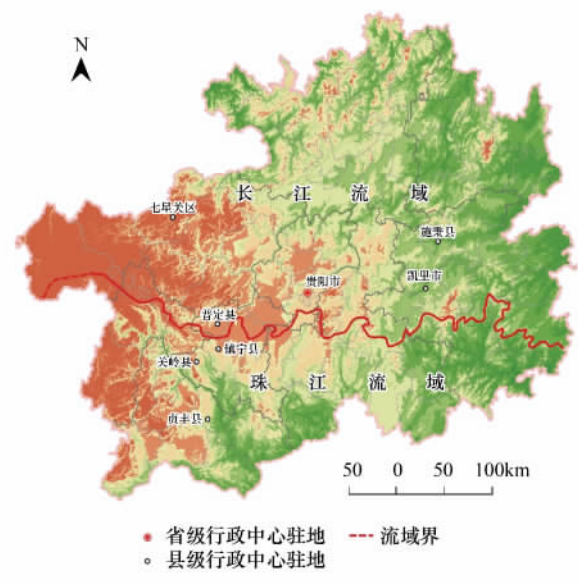 N
长江流域
七星关区
施秉县
贵阳市
凯里市
普定县
镇宁县
关岭县
珠江流域
贞丰县
50 0 50 100km
省级行政中心驻地 流域界
县级行政中心驻地